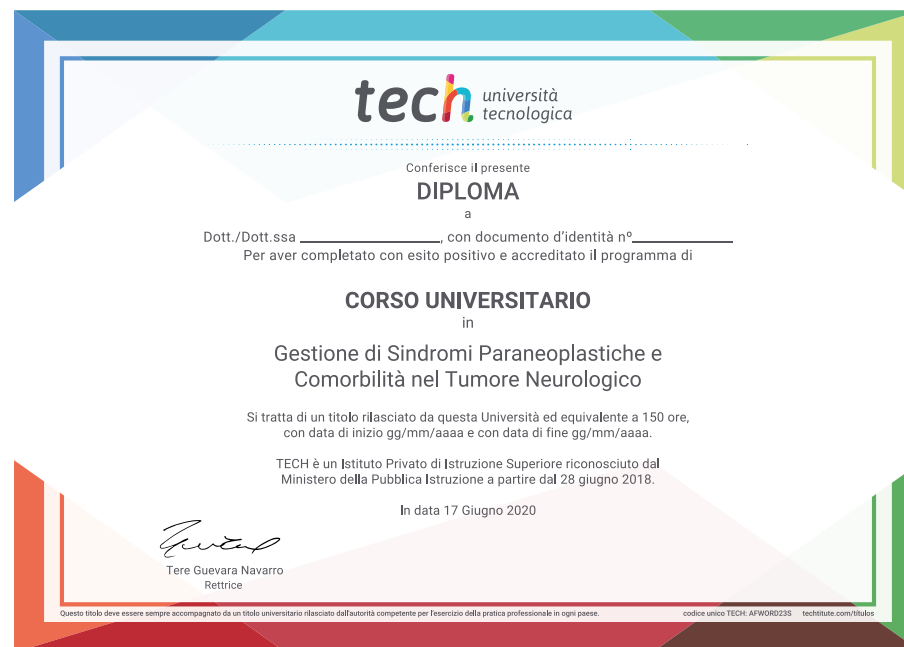 tech università
tecnologica
Conferisce il presente
DIPLOMA
a
Dott./Dott.ssa ____________________, con documento d'identità nº______________
Per aver completato con esito positivo e accreditato il programma di
CORSO UNIVERSITARIO
in
Gestione di Sindromi Paraneoplastiche e
Comorbilità nel Tumore Neurologico
Si tratta di un titolo rilasciato da questa Università ed equivalente a 150 ore,
con data di inizio gg/mm/aaaa e con data di fine gg/mm/aaaa.
TECH è un Istituto Privato di Istruzione Superiore riconosciuto dal
Ministero della Pubblica Istruzione a partire dal 28 giugno 2018.
In data 17 Giugno 2020
Tere Guevara Navarro
Rettrice
Questo titolo deve essere sempre accompagnato da un titolo universitario rilasciato dall'autorità competente per l'esercizio della pratica professionale in ogni paese. codice unico TECH: AFWORD23S techtitute.com/titulos